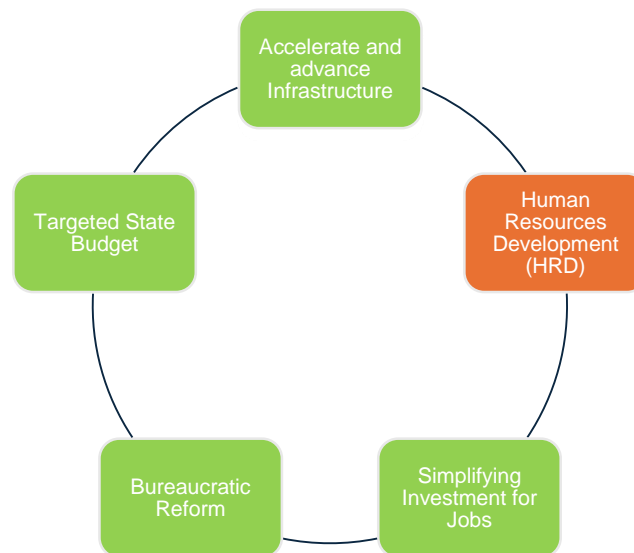 Accelerate and
advance
Infrastructure
Human
Resources
Development
(HRD)
Simplifying
Investment for
Jobs
Bureaucratic
Reform
Targeted State
Budget